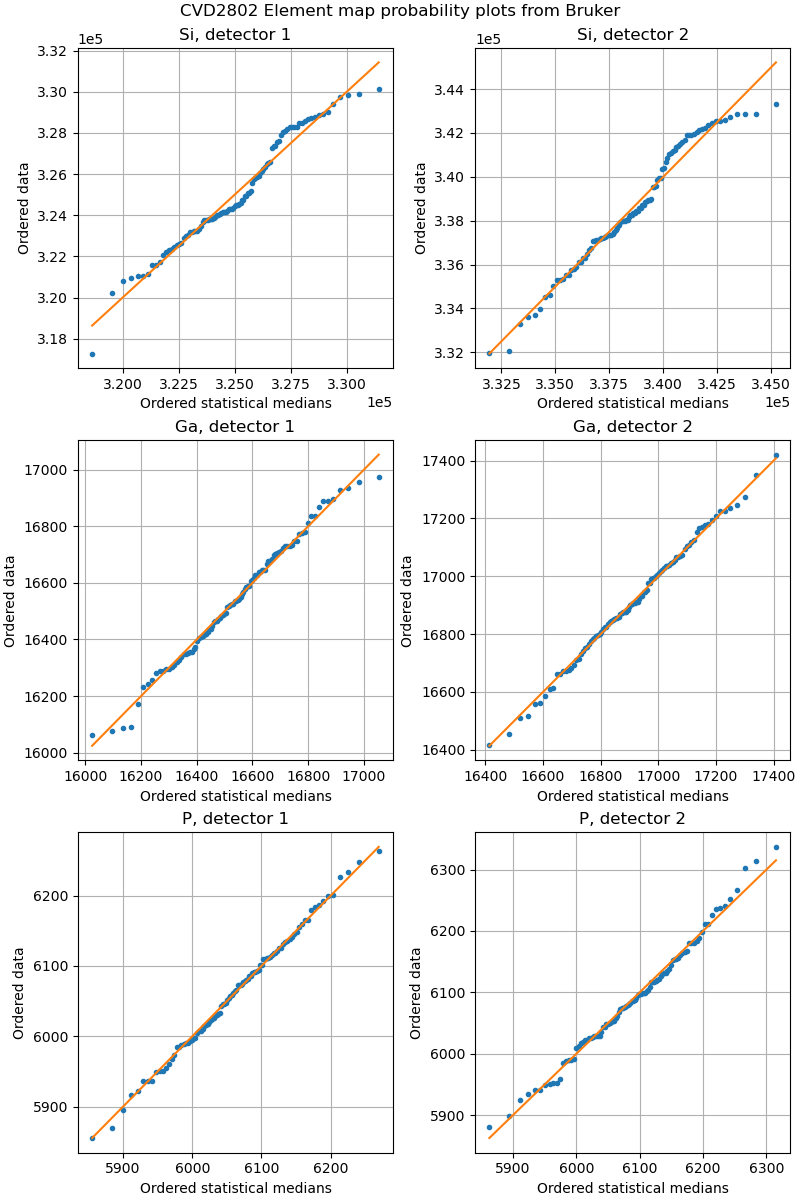 CVD2802 Element map probability plots from Bruker
Si, detector 1
1e5
3.32
3.30
3.28
3.26
3.24
3.22
3.20
3.18
Ordered data
3.200 3.225 3.250 3.275 3.300
Ordered statistical medians 1e5
Si, detector 2
1e5
3.44
3.42
3.40
3.38
3.36
3.34
3.32
Ordered data
3.325 3.350 3.375 3.400 3.425 3.450
Ordered statistical medians 1e5
Ga, detector 1
17000
16800
16600
16400
16200
16000
Ordered data
16000 16200 16400 16600 16800 17000
Ordered statistical medians
Ga, detector 2
17400
17200
17000
16800
16600
16400
Ordered data
16400 16600 16800 17000 17200 17400
Ordered statistical medians
P, detector 1
6200
6100
6000
5900
Ordered data
5900 6000 6100 6200
Ordered statistical medians
P, detector 2
6300
6200
6100
6000
5900
Ordered data
5900 6000 6100 6200 6300
Ordered statistical medians